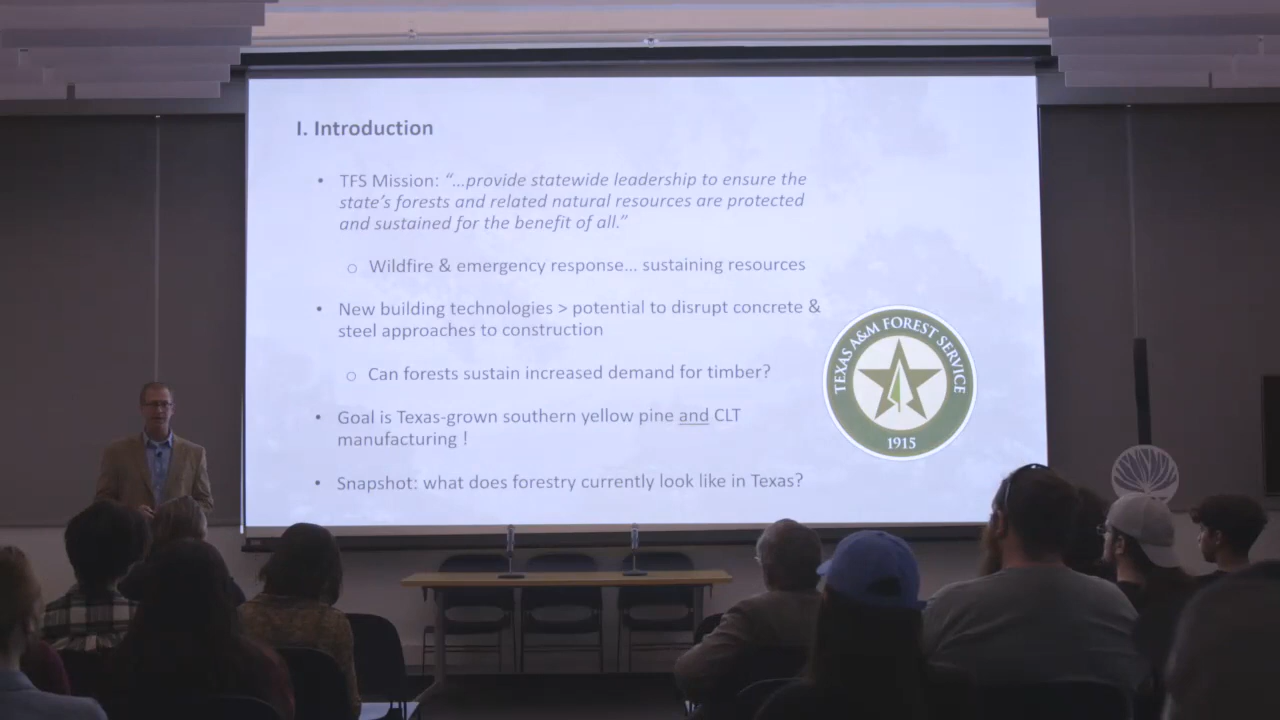 I. Introduction
• TFS Mission: “…provide statewide leadership to ensure the
state’s forests and related natural resources are protected
and sustained for the benefit of all.”
o Wildfire & emergency response… sustaining resources
• New building technologies > potential to disrupt concrete &
steel approaches to construction
o Can forests sustain increased demand for timber?
• Goal is Texas-grown southern yellow pine and CLT
manufacturing !
• Snapshot: what does forestry currently look like in Texas?
TEXAS A&M FOREST SERVICE
1915